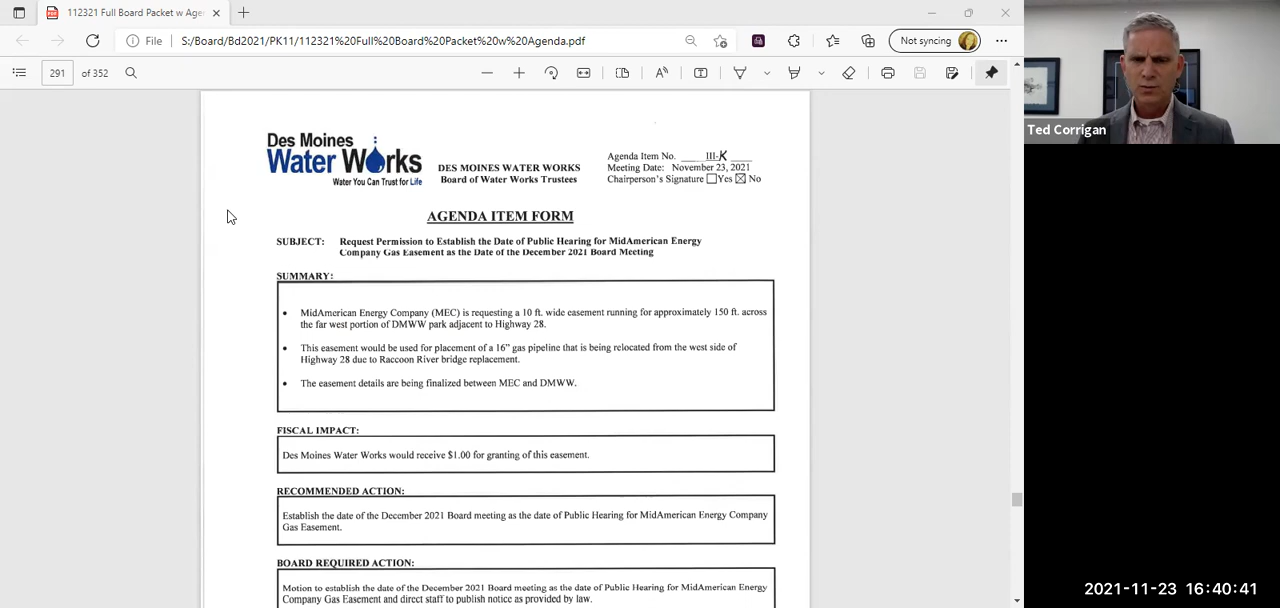 112321 Full Board Packet w Age
File
S:/Board/Bd2021/PK11/112321%20Full%20Board%20Packet%20w%20Agenda.pdf
Not syncing
291
of 352
Ted Corrigan
Des Moines
Water Works
Water You Can Trust for Life
DES MOINES WATER WORKS
Board of Water Works Trustees
Agenda Item No. III-K
Meeting Date: November 23, 2021
Chairperson's Signature ☐Yes ☒ No
AGENDA ITEM FORM
SUBJECT: Request Permission to Establish the Date of Public Hearing for MidAmerican Energy
Company Gas Easement as the Date of the December 2021 Board Meeting
SUMMARY:
• MidAmerican Energy Company (MEC) is requesting a 10 ft. wide easement running for approximately 150 ft. across
the far west portion of DMWW park adjacent to Highway 28.
• This easement would be used for placement of a 16" gas pipeline that is being relocated from the west side of
Highway 28 due to Raccoon River bridge replacement.
• The easement details are being finalized between MEC and DMWW.
FISCAL IMPACT:
Des Moines Water Works would receive $1.00 for granting of this easement.
RECOMMENDED ACTION:
Establish the date of the December 2021 Board meeting as the date of Public Hearing for MidAmerican Energy Company
Gas Easement.
BOARD REQUIRED ACTION:
Motion to establish the date of the December 2021 Board meeting as the date of Public Hearing for MidAmerican Energy
Company Gas Easement and direct staff to publish notice as provided by law.
2021-11-23 16:40:41